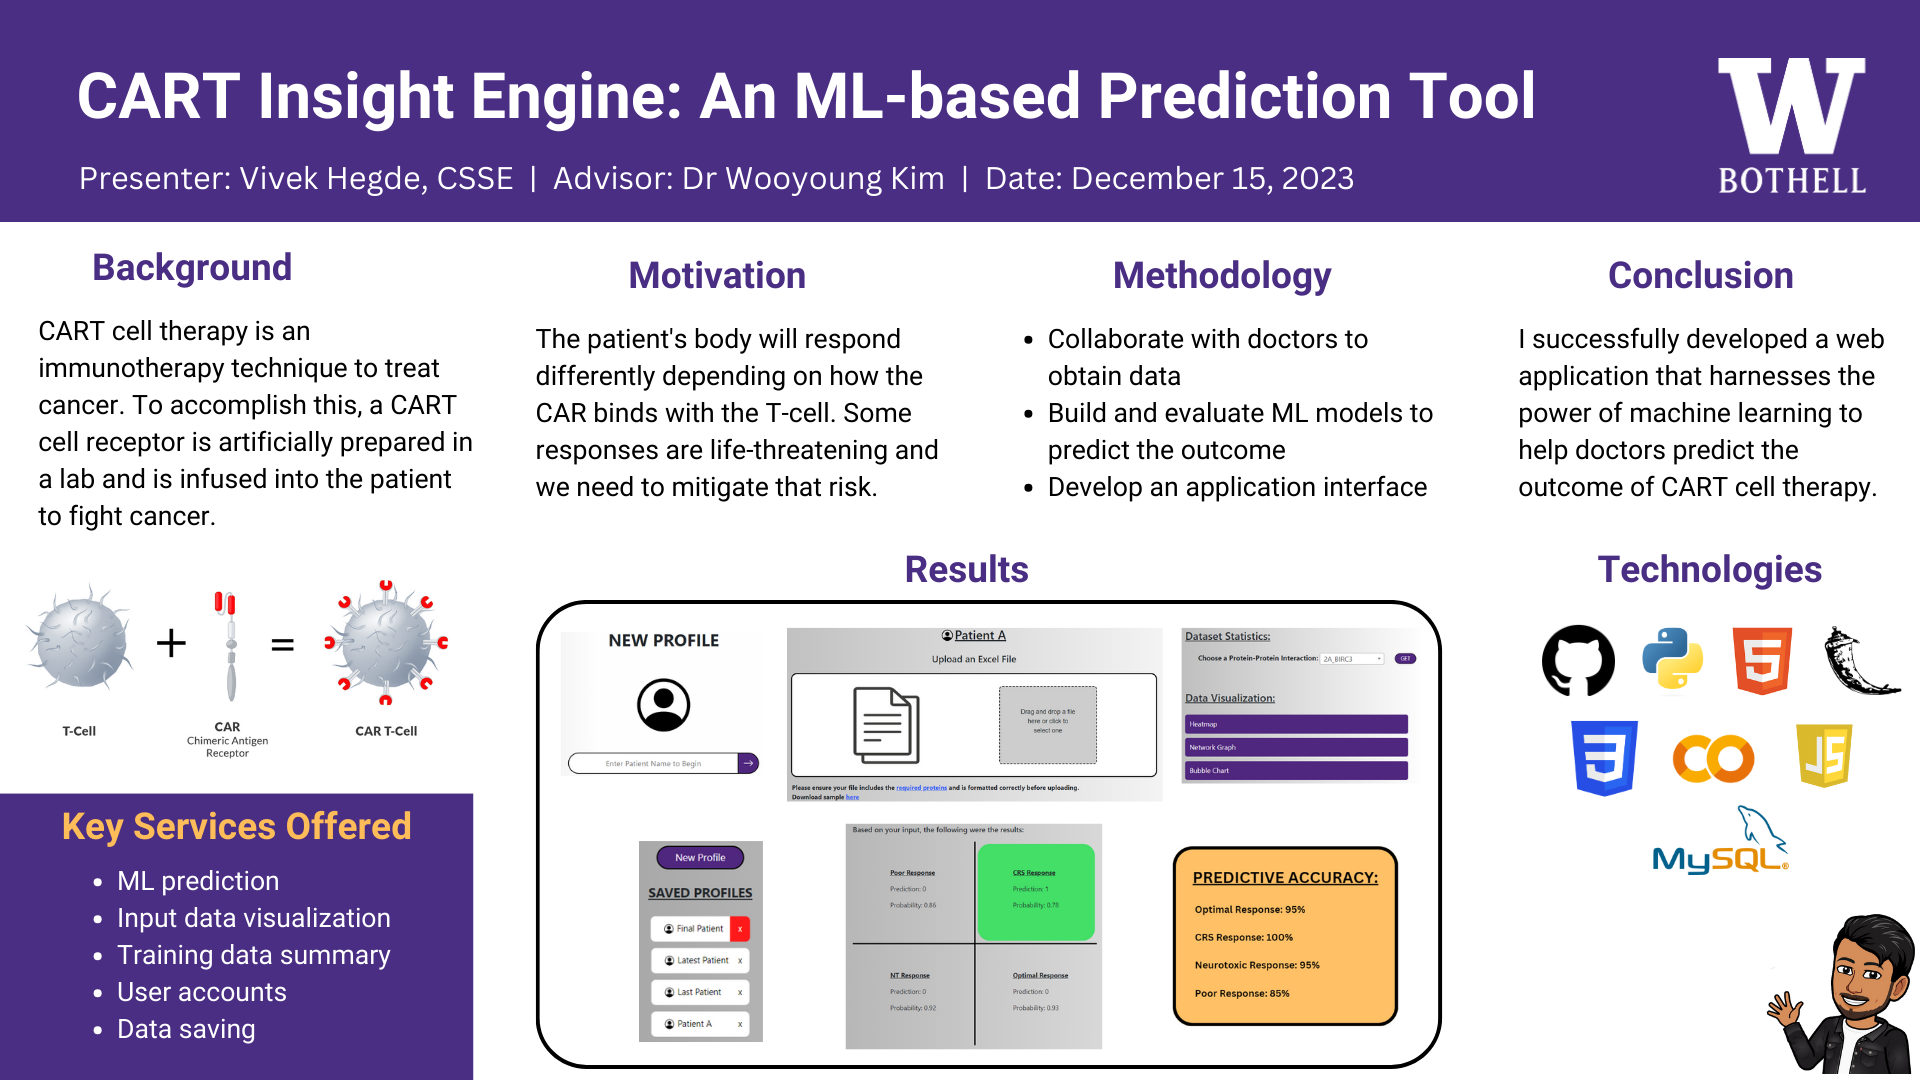 CART Insight Engine: An ML-based Prediction Tool
Presenter: Vivek Hegde, CSSE | Advisor: Dr Wooyoung Kim | Date: December 15, 2023
W
BOTHELL
Background
CART cell therapy is an
immunotherapy technique to treat
cancer. To accomplish this, a CART
cell receptor is artificially prepared in
a lab and is infused into the patient
to fight cancer.
T-Cell
+
CAR
Chimeric Antigen
Receptor
=
CAR T-Cell
Key Services Offered
• ML prediction
• Input data visualization
• Training data summary
• User accounts
• Data saving
Motivation
The patient's body will respond
differently depending on how the
CAR binds with the T-cell. Some
responses are life-threatening and
we need to mitigate that risk.
Methodology
• Collaborate with doctors to
obtain data
• Build and evaluate ML models to
predict the outcome
• Develop an application interface
Conclusion
I successfully developed a web
application that harnesses the
power of machine learning to
help doctors predict the
outcome of CART cell therapy.
Results
NEW PROFILE
Enter Patient Name to Begin
Patient A
Upload an Excel File
Drag and drop a file
here or click to
select one
Please ensure your file includes the required proteins and is formatted correctly before uploading.
Download sample here
Dataset Statistics:
Choose a Protein-Protein Interaction: 2A_BIRC3 GET
Data Visualization:
Heatmap
Network Graph
Bubble Chart
New Profile
SAVED PROFILES
Final Patient x
Latest Patient x
Last Patient x
Patient A x
Based on your input, the following were the results:
Poor Response
Prediction: 0
Probability: 0.86
CRS Response
Prediction: 1
Probability: 0.78
NT Response
Prediction: 0
Probability: 0.92
Optimal Response
Prediction: 0
Probability: 0.93
PREDICTIVE ACCURACY:
Optimal Response: 95%
CRS Response: 100%
Neurotoxic Response: 95%
Poor Response: 85%
Technologies
5
3
JS
MySQL®